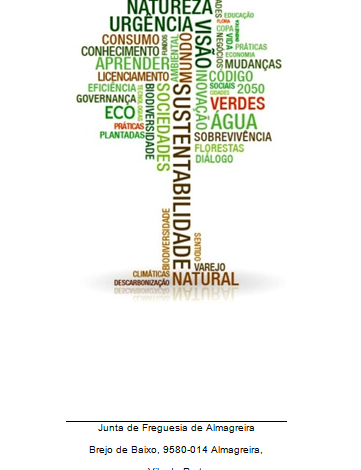 NATUREZA
URGÊNCIA
VISÃO
EDUCAÇÃO
FLORA
COPA
VIDA
NEGÓCIOS
PRÁTICAS
ECONOMIA
CONSUMO
CONHECIMENTO
MUNDO
AMBIENTAL
APRENDER
MUDANÇAS
LICENCIAMENTO
CÓDIGO
EFICIÊNCIA
SOCIAIS
2050
CIDADES
GOVERNANÇA
BIODIVERSIDADE
SOCIEDADES
SUSTENTABILIDADE
INOVAÇÃO
VERDES
ECO
ÁGUA
PRÁTICAS
PLANTADAS
SOBREVIVÊNCIA
FLORESTAS
DIÁLOGO
BIODIVERSIDADE
SENTIDO
VAREJO
CLIMÁTICAS
DESCARBONIZAÇÃO
NATURAL
Junta de Freguesia de Almagreira
Brejo de Baixo, 9580-014 Almagreira,